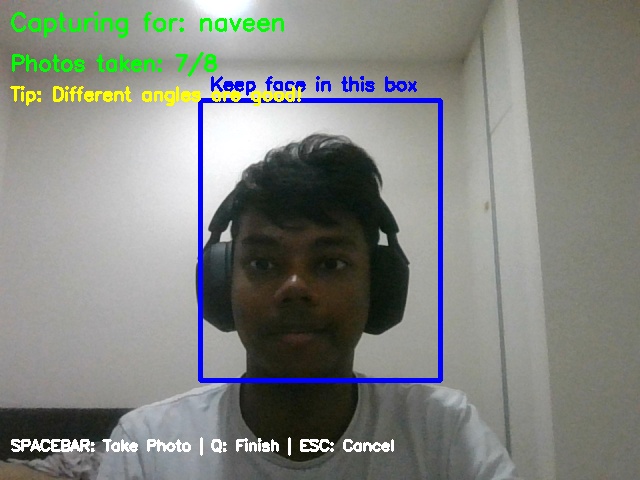 Capturing for: naveen
Photos taken: 7/8
Keep face in this box
Tip: Different angles are good!
SPACEBAR: Take Photo | Q: Finish | ESC: Cancel